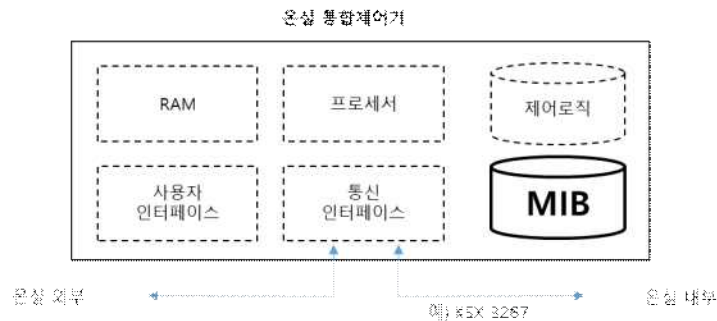 온실 통합제어기
RAM
프로세서
제어로직
사용자
인터페이스
통신
인터페이스
MIB
온실 외부
온실 내부
예) KSX 3267